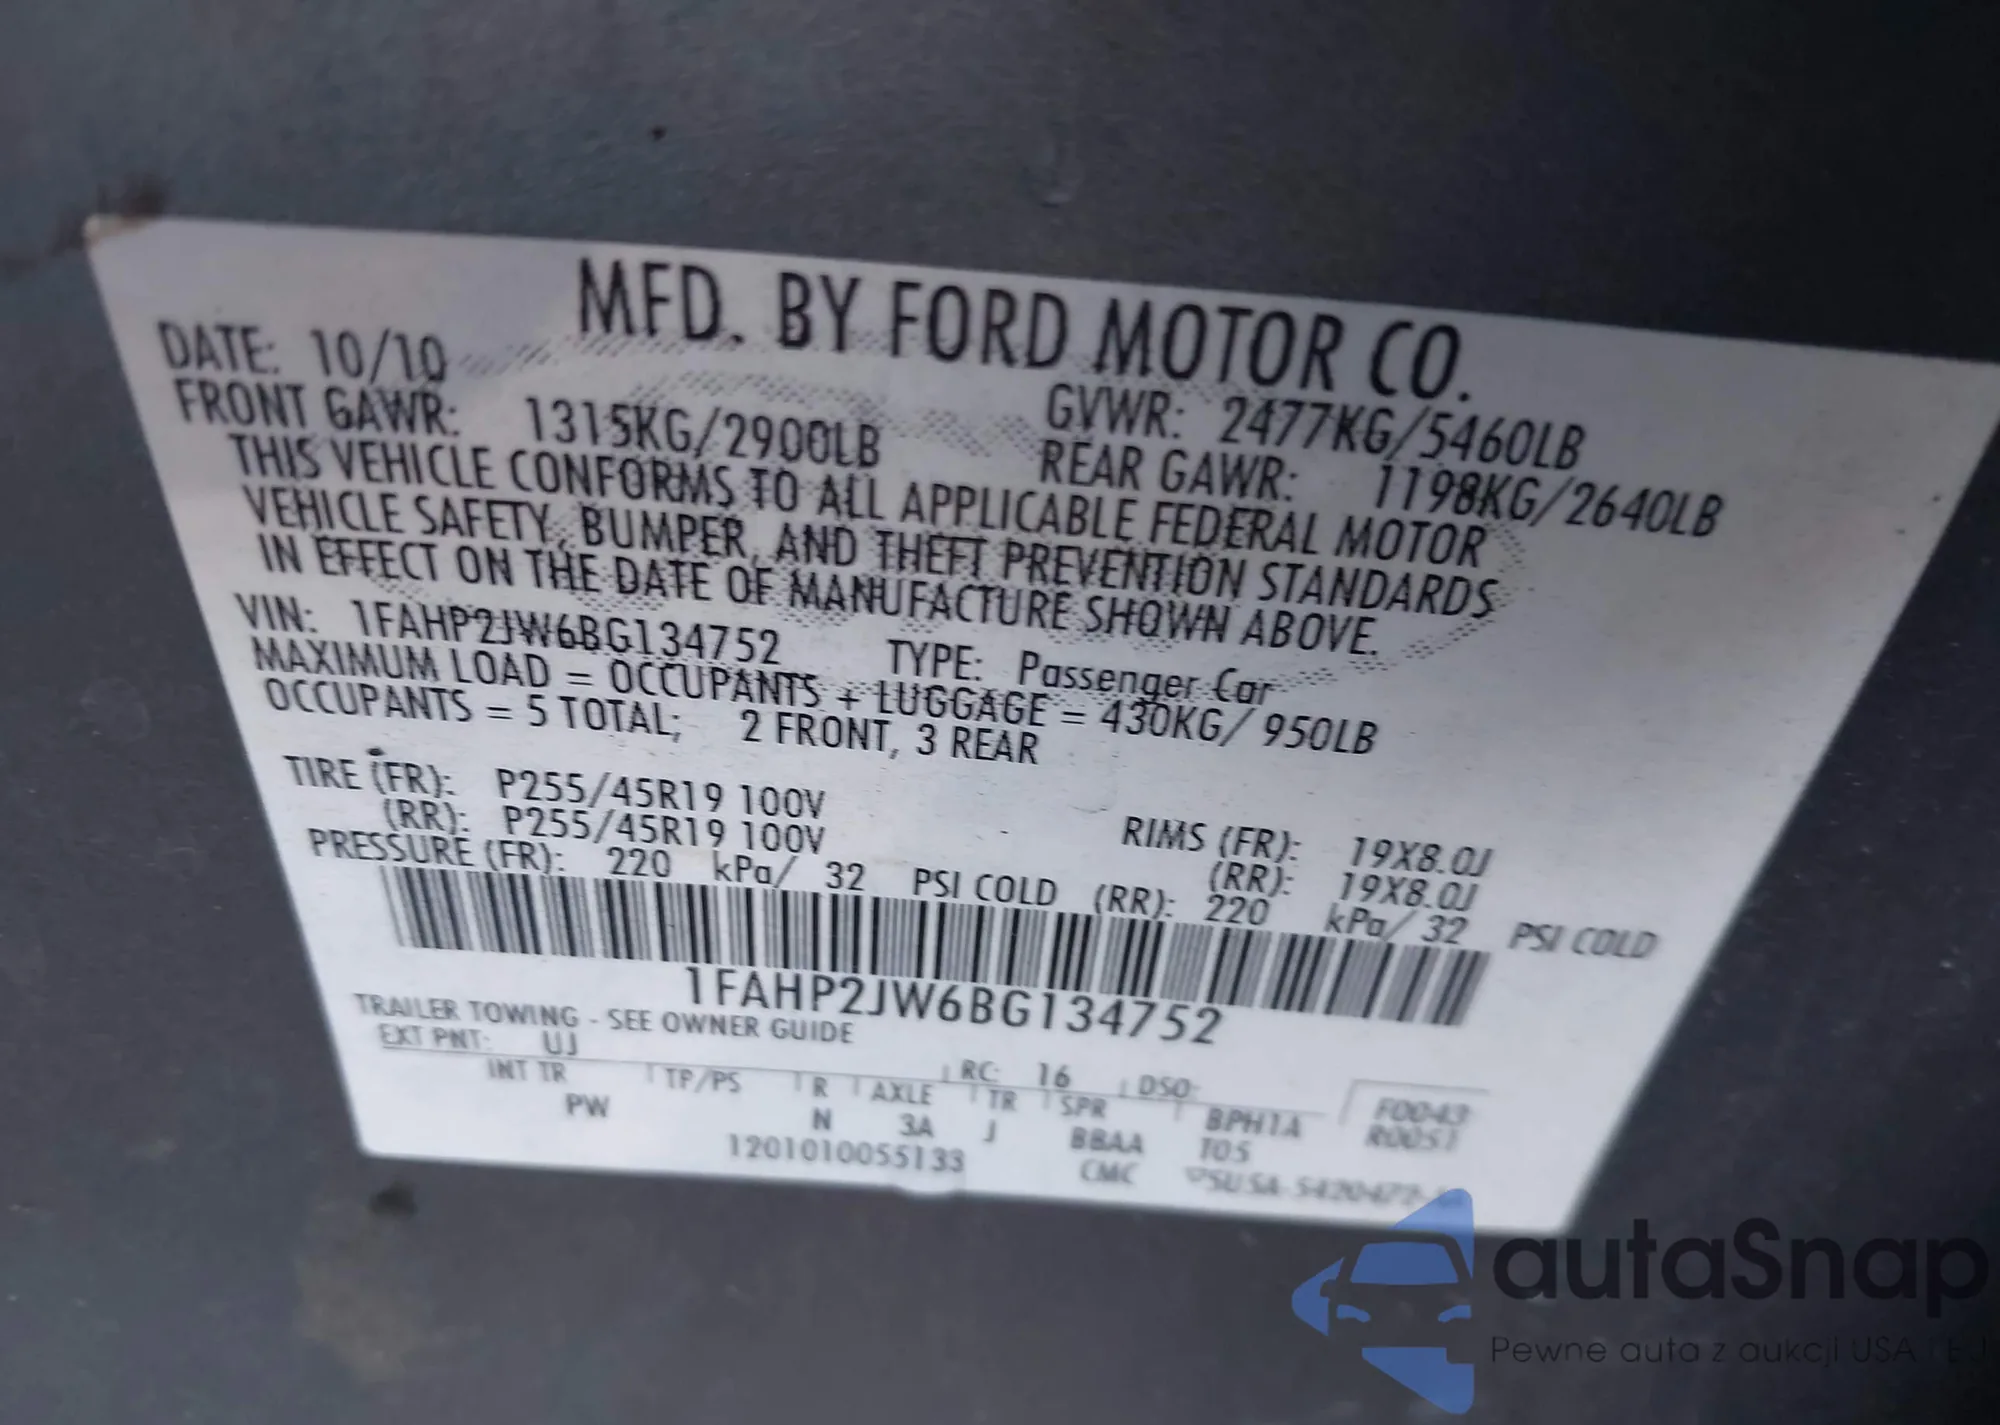 MFD. BY FORD MOTOR CO.
DATE: 10/10 GVWR: 2477KG/5460LB
FRONT GAWR: 1315KG/2900LB REAR GAWR: 1198KG/2640LB
THIS VEHICLE CONFORMS TO ALL APPLICABLE FEDERAL MOTOR
VEHICLE SAFETY, BUMPER, AND THEFT PREVENTION STANDARDS
IN EFFECT ON THE DATE OF MANUFACTURE SHOWN ABOVE.
VIN: 1FAHP2JW6BG134752 TYPE: Passenger Car
MAXIMUM LOAD = OCCUPANTS + LUGGAGE = 430KG/ 950LB
OCCUPANTS = 5 TOTAL; 2 FRONT, 3 REAR
TIRE (FR): P255/45R19 100V RIMS (FR): 19X8.0J
(RR): P255/45R19 100V (RR): 19X8.0J
PRESSURE (FR): 220 kPa/ 32 PSI COLD (RR): 220 kPa/ 32 PSI COLD
1FAHP2JW6BG134752
TRAILER TOWING - SEE OWNER GUIDE
EXT PNT: UJ RC: 16 DSO:
INT TR TP/PS R AXLE TR SPR BPH1A F0043
PW N 3A J BBAA T05 R0051
1201010055133 CMC
autaSnap
Pewne auta z aukcji USA i EU